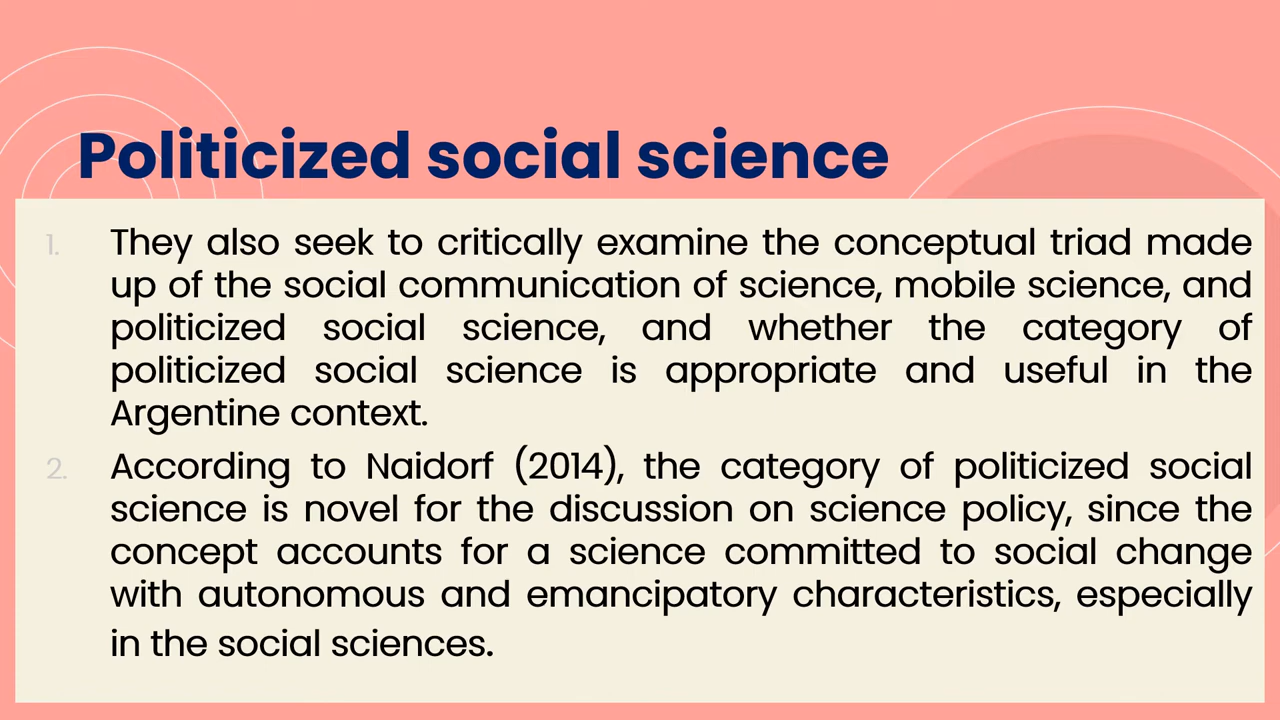 Politicized social science
1. They also seek to critically examine the conceptual triad made
up of the social communication of science, mobile science, and
politicized social science, and whether the category of
politicized social science is appropriate and useful in the
Argentine context.
2. According to Naidorf (2014), the category of politicized social
science is novel for the discussion on science policy, since the
concept accounts for a science committed to social change
with autonomous and emancipatory characteristics, especially
in the social sciences.